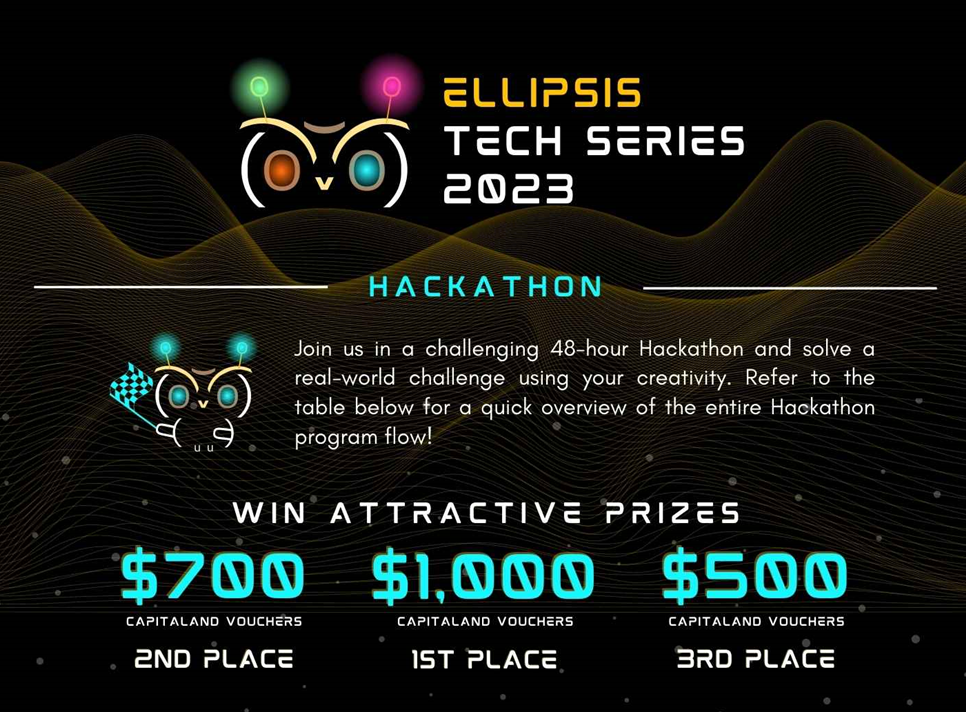 ELLIPSIS
TECH SERIES
2023
HACKATHON
Join us in a challenging 48-hour Hackathon and solve a
real-world challenge using your creativity. Refer to the
table below for a quick overview of the entire Hackathon
program flow!
WIN ATTRACTIVE PRIZES
$700 $1,000 $500
CAPITALAND VOUCHERS CAPITALAND VOUCHERS CAPITALAND VOUCHERS
2ND PLACE 1ST PLACE 3RD PLACE